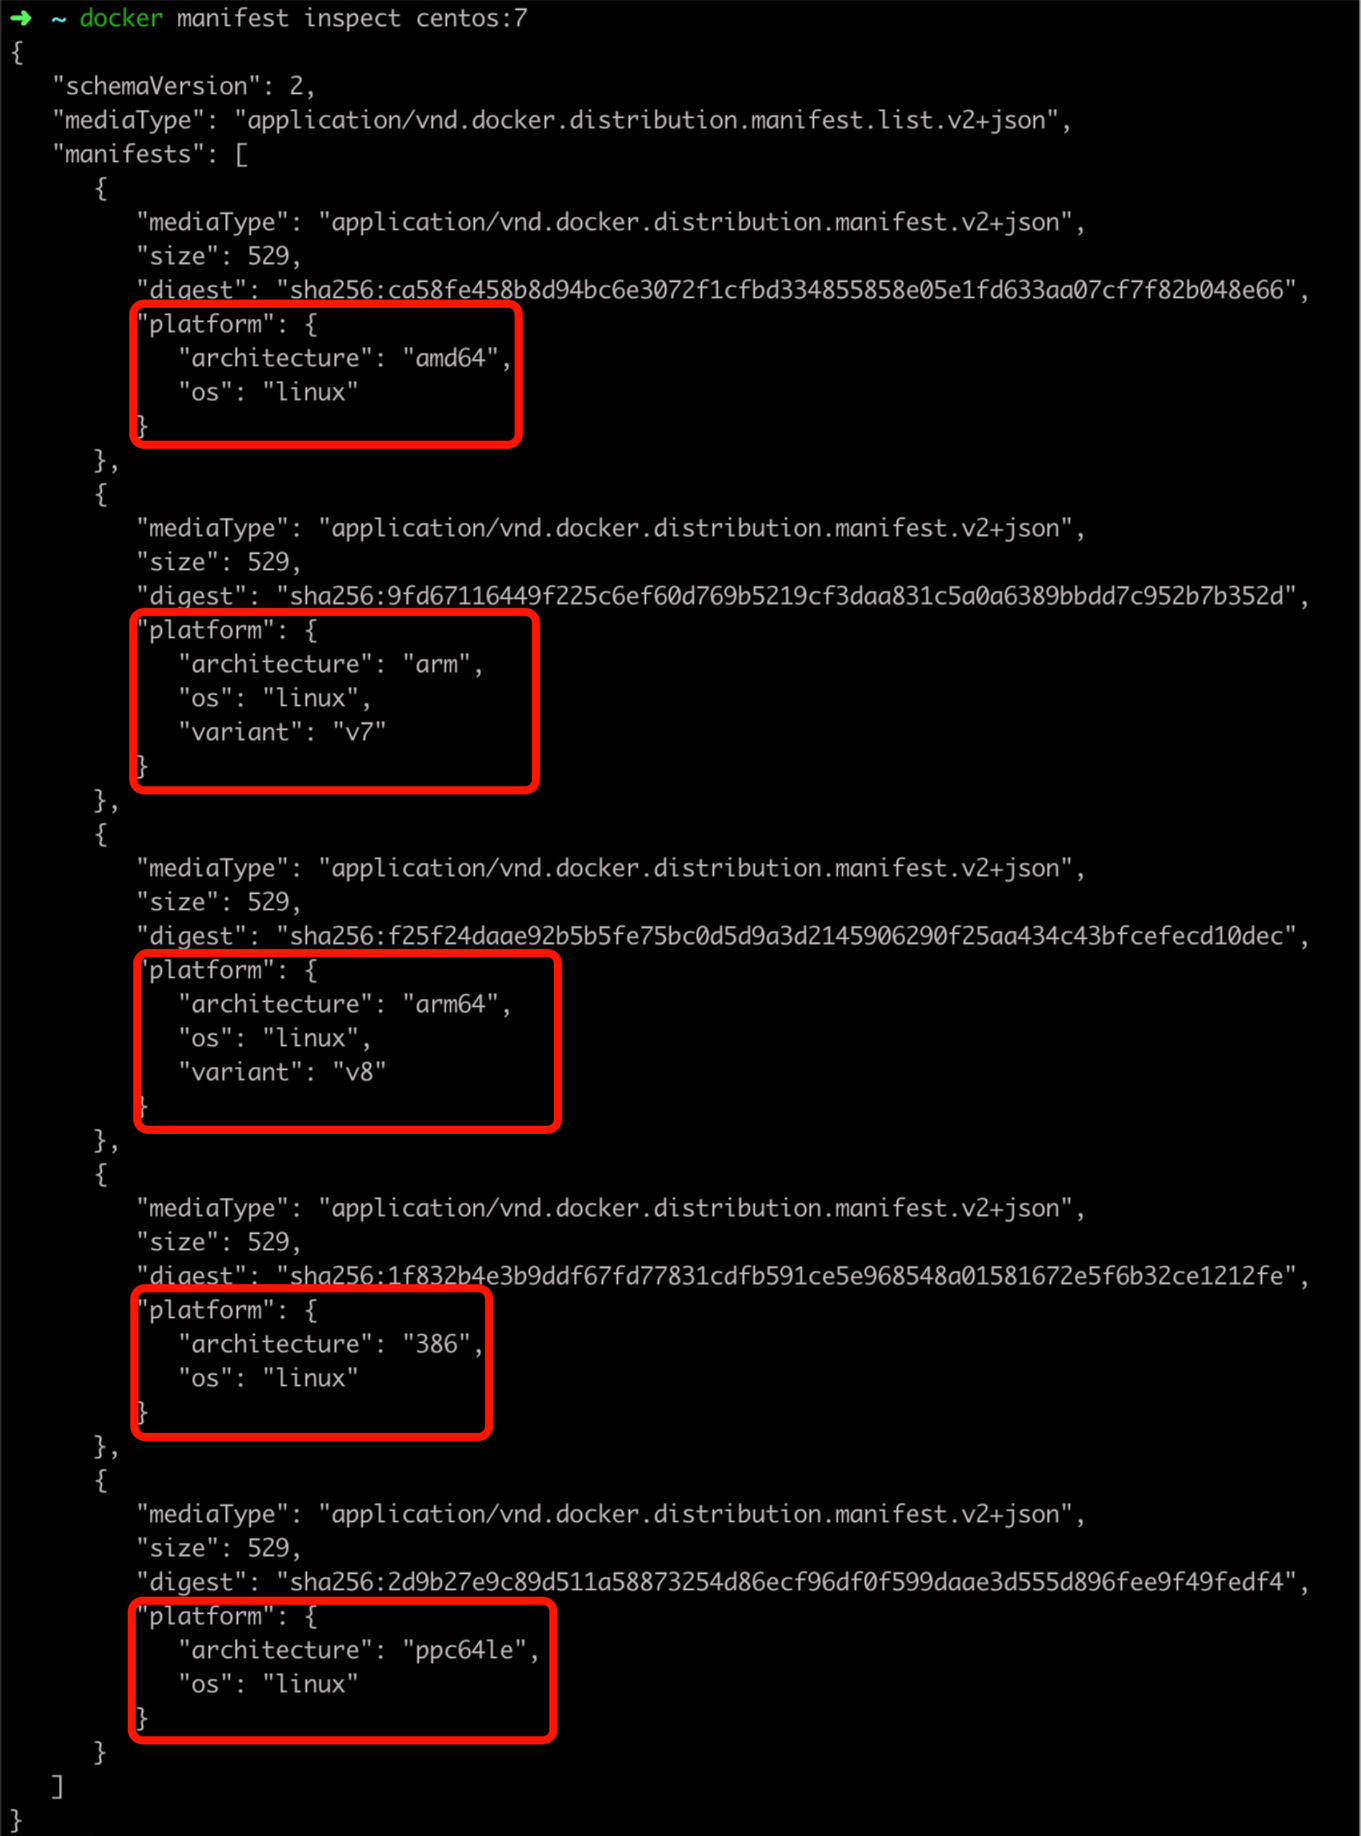 ➜ ~ docker manifest inspect centos:7
{
   "schemaVersion": 2,
   "mediaType": "application/vnd.docker.distribution.manifest.list.v2+json",
   "manifests": [
      {
         "mediaType": "application/vnd.docker.distribution.manifest.v2+json",
         "size": 529,
         "digest": "sha256:ca58fe458b8d94bc6e3072f1cfbd334855858e05e1fd633aa07cf7f82b048e66",
         "platform": {
            "architecture": "amd64",
            "os": "linux"
         }
      },
      {
         "mediaType": "application/vnd.docker.distribution.manifest.v2+json",
         "size": 529,
         "digest": "sha256:9fd67116449f225c6ef60d769b5219cf3daa831c5a0a6389bbdd7c952b7b352d",
         "platform": {
            "architecture": "arm",
            "os": "linux",
            "variant": "v7"
         }
      },
      {
         "mediaType": "application/vnd.docker.distribution.manifest.v2+json",
         "size": 529,
         "digest": "sha256:f25f24daae92b5b5fe75bc0d5d9a3d2145906290f25aa434c43bfcefecd10dec",
         "platform": {
            "architecture": "arm64",
            "os": "linux",
            "variant": "v8"
         }
      },
      {
         "mediaType": "application/vnd.docker.distribution.manifest.v2+json",
         "size": 529,
         "digest": "sha256:1f832b4e3b9ddf67fd77831cdfb591ce5e968548a01581672e5f6b32ce1212fe",
         "platform": {
            "architecture": "386",
            "os": "linux"
         }
      },
      {
         "mediaType": "application/vnd.docker.distribution.manifest.v2+json",
         "size": 529,
         "digest": "sha256:2d9b27e9c89d511a58873254d86ecf96df0f599daae3d555d896fee9f49fedf4",
         "platform": {
            "architecture": "ppc64le",
            "os": "linux"
         }
      }
   ]
}